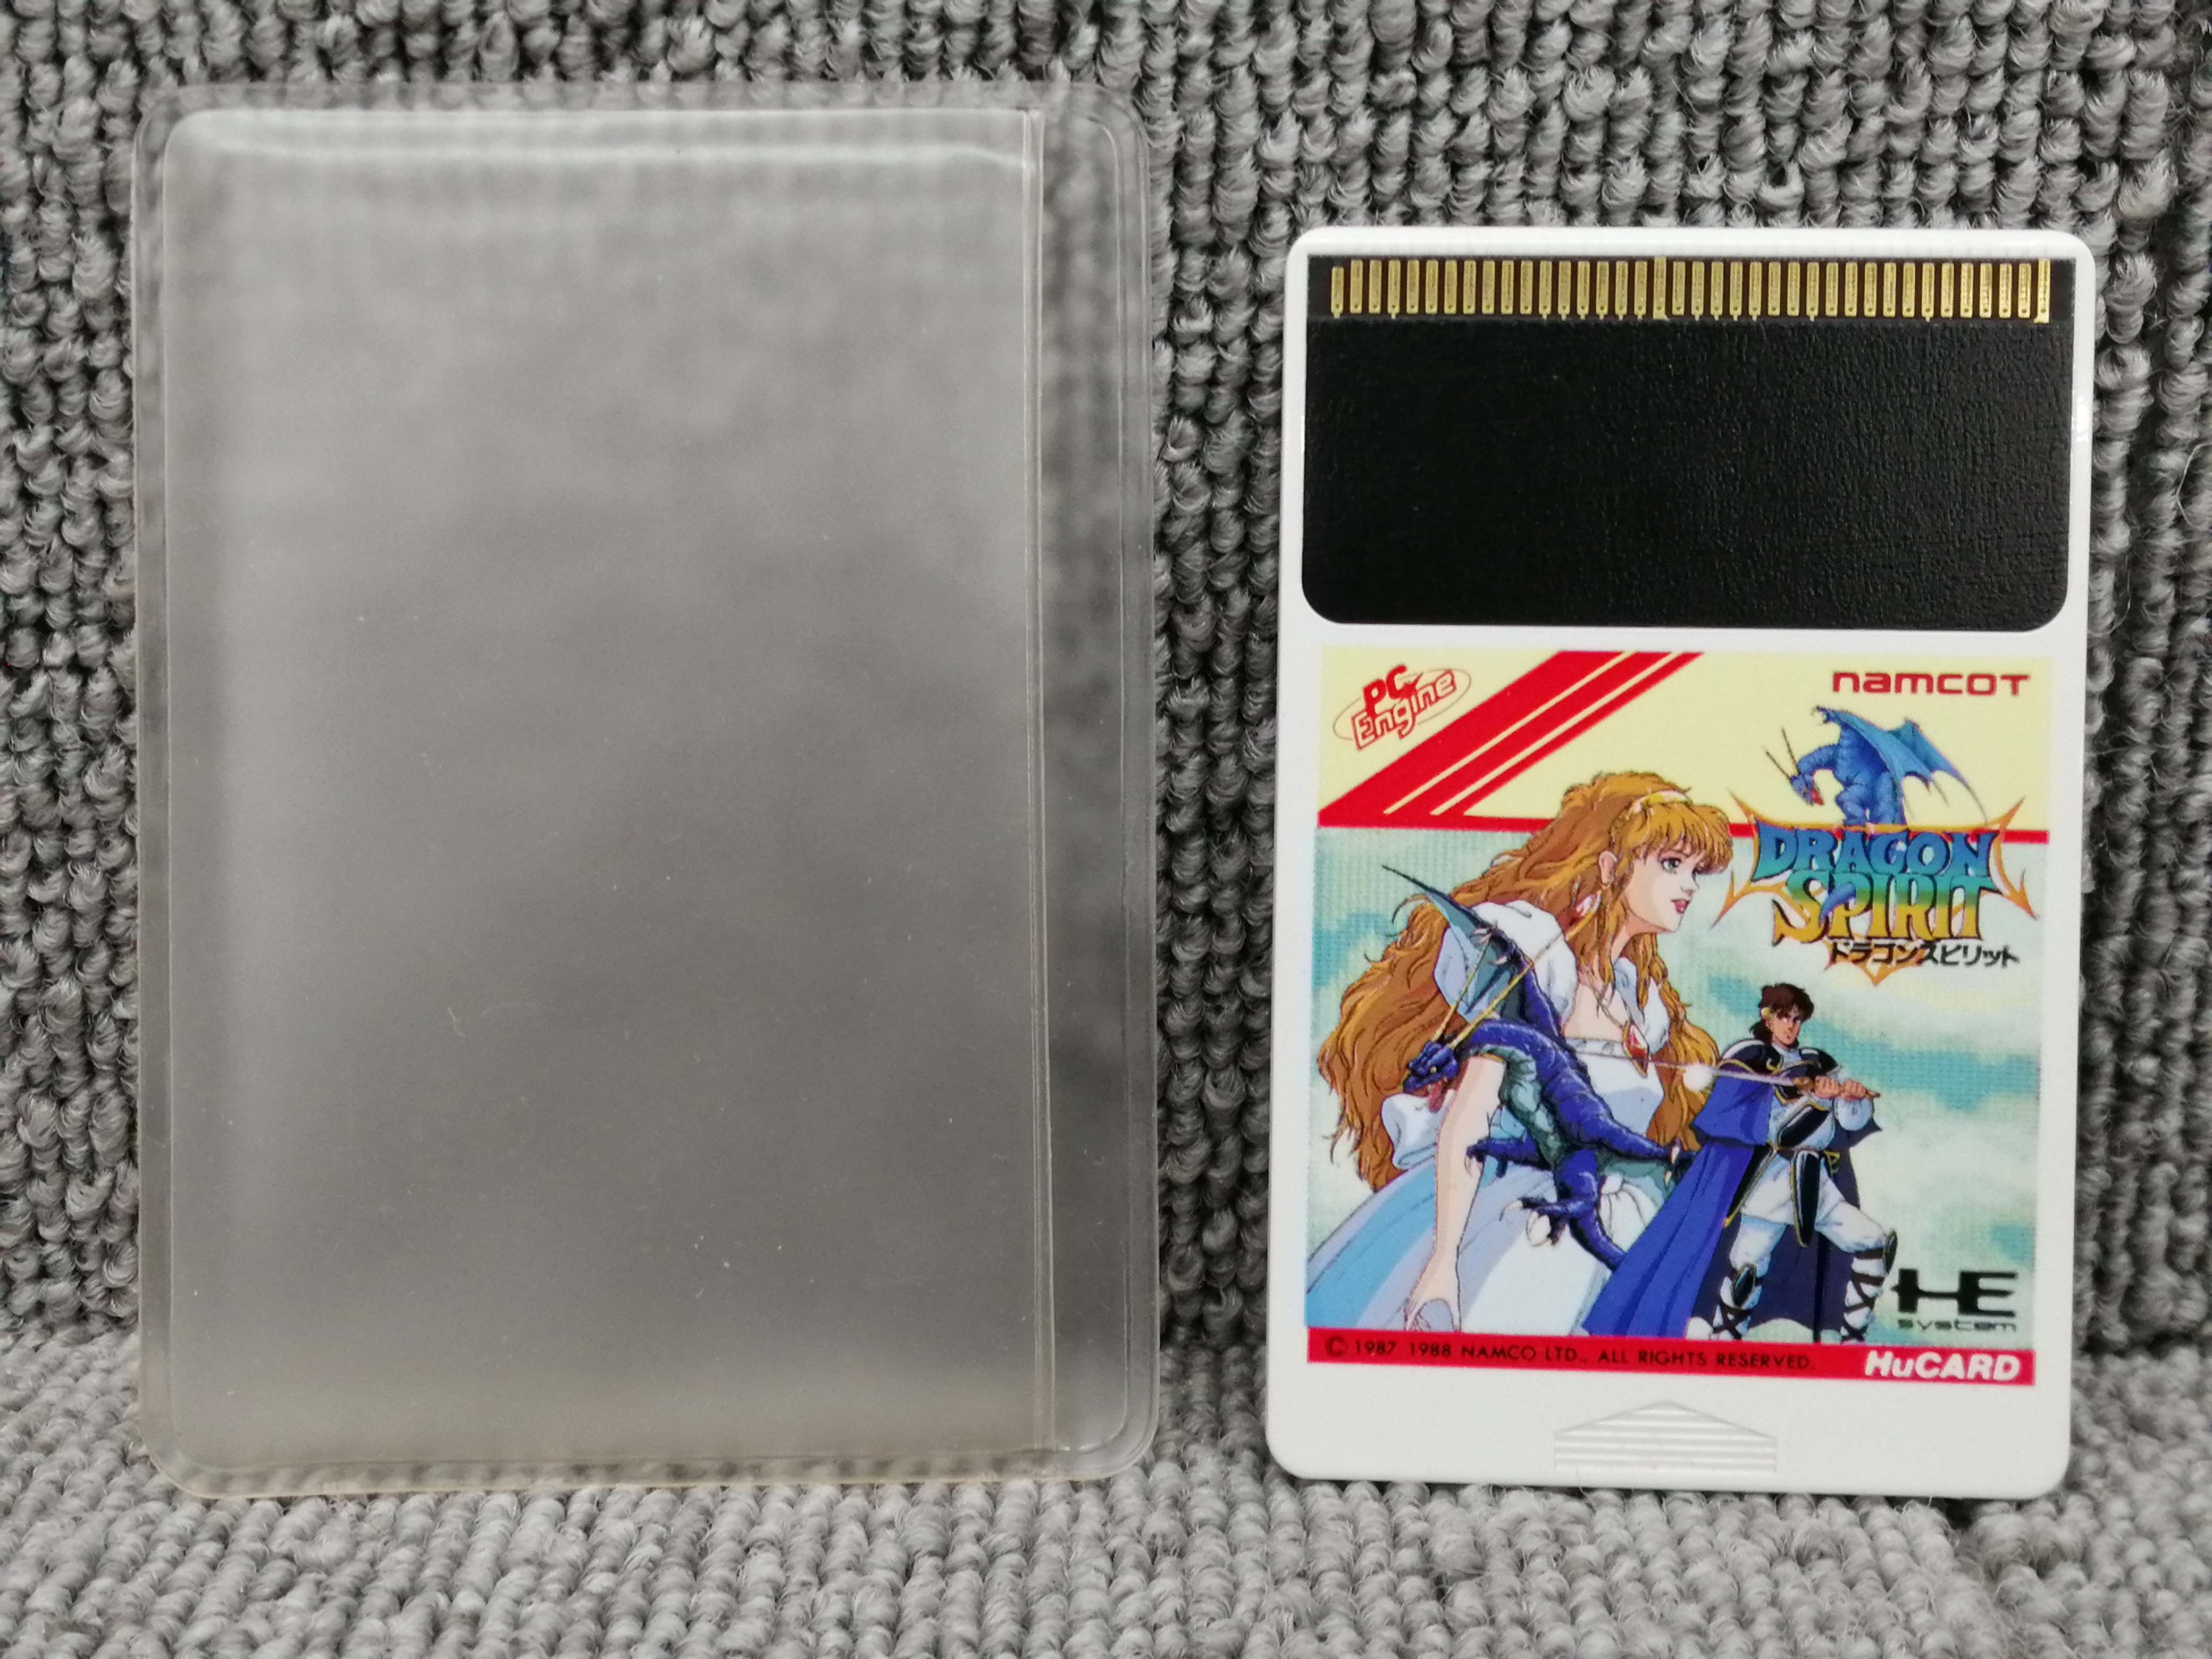 PC Engine
namcoT
DRAGON
SPIRIT
ドラゴンスピリット
HE
system
© 1987 1988 NAMCO LTD., ALL RIGHTS RESERVED.
HuCARD